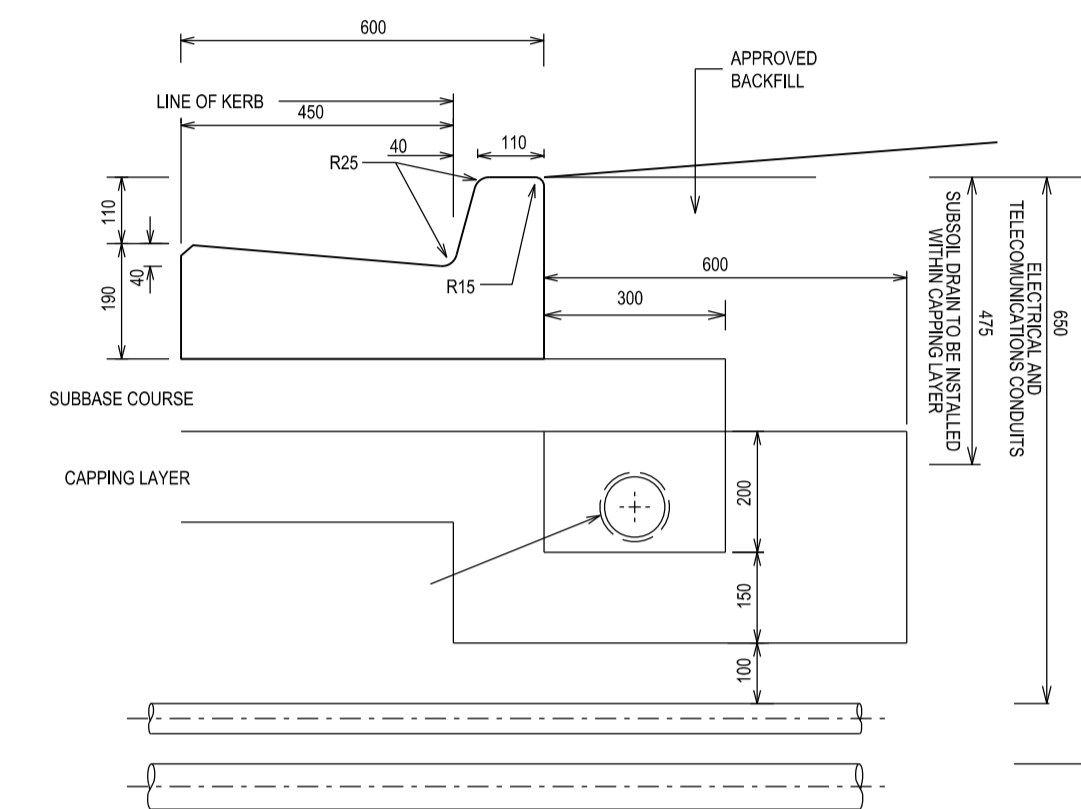 600
APPROVED
BACKFILL
LINE OF KERB
450
40
110
R25
110
40
190
R15
600
300
SUBSOIL DRAIN TO BE INSTALLED
WITHIN CAPPING LAYER
475
ELECTRICAL AND
TELECOMUNICATIONS CONDUITS
650
SUBBASE COURSE
CAPPING LAYER
200
150
100